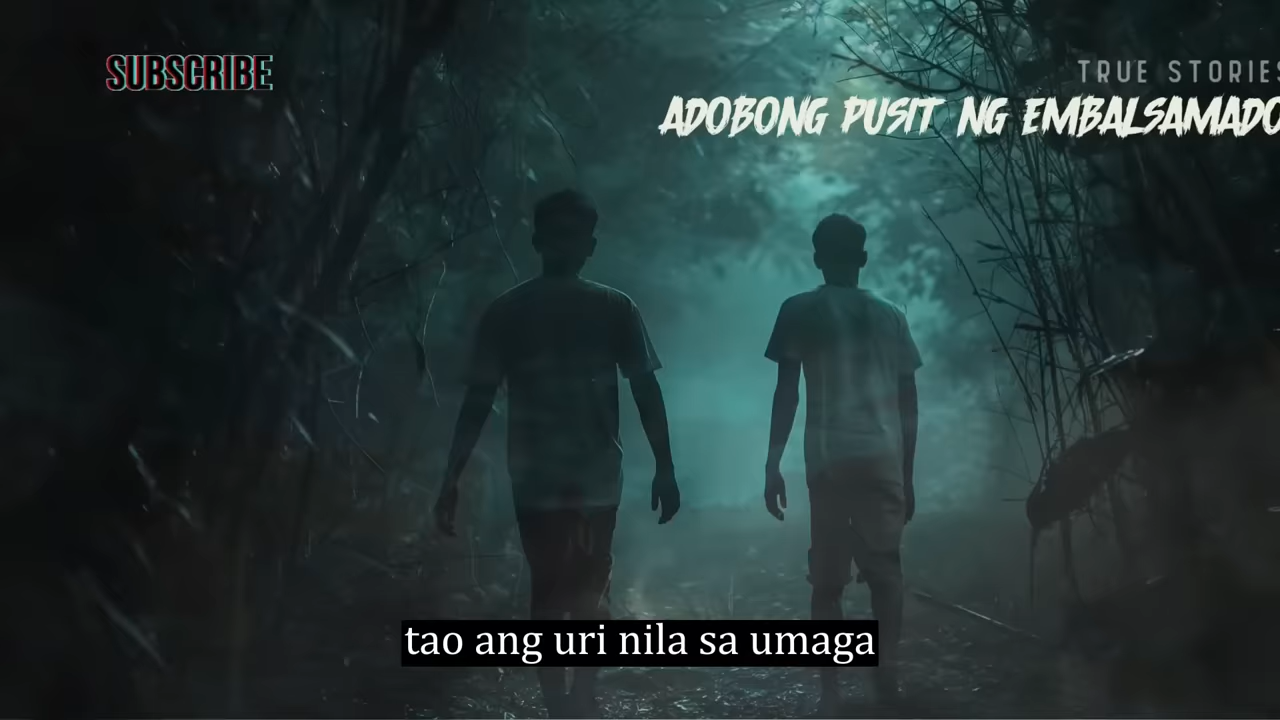 SUBSCRIBE
TRUE STORIES
ADOBONG PUSIT NG EMBALSAMADO
tao ang uri nila sa umaga